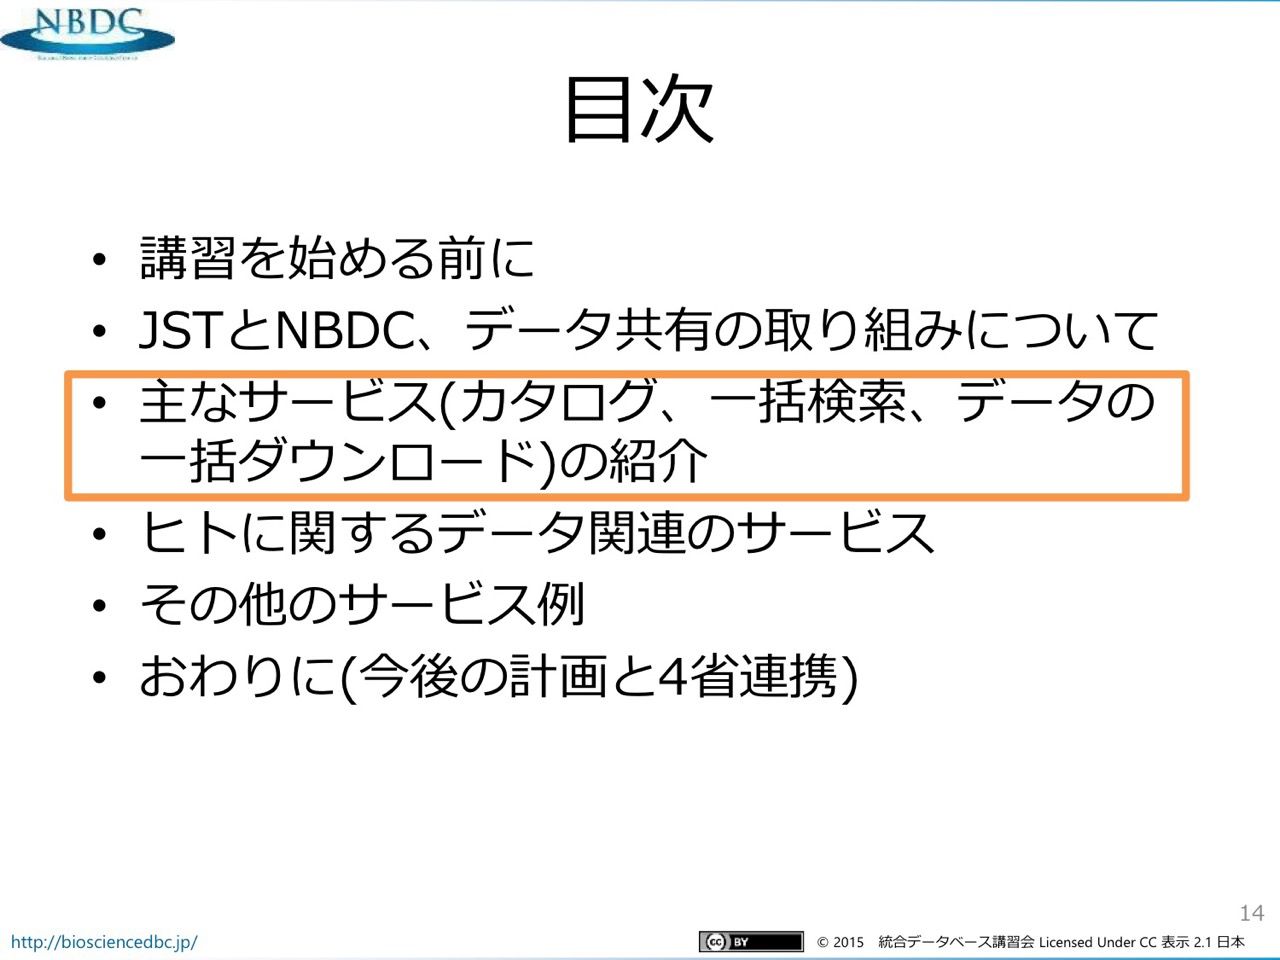 NBDC
目次
• 講習を始める前に
• JSTとNBDC、データ共有の取り組みについて
• 主なサービス(カタログ、一括検索、データの
一括ダウンロード)の紹介
• ヒトに関するデータ関連のサービス
• その他のサービス例
• おわりに(今後の計画と4省連携)
14
http://biosciencedbc.jp/
cc BY
© 2015 統合データベース講習会 Licensed Under CC 表示 2.1 日本